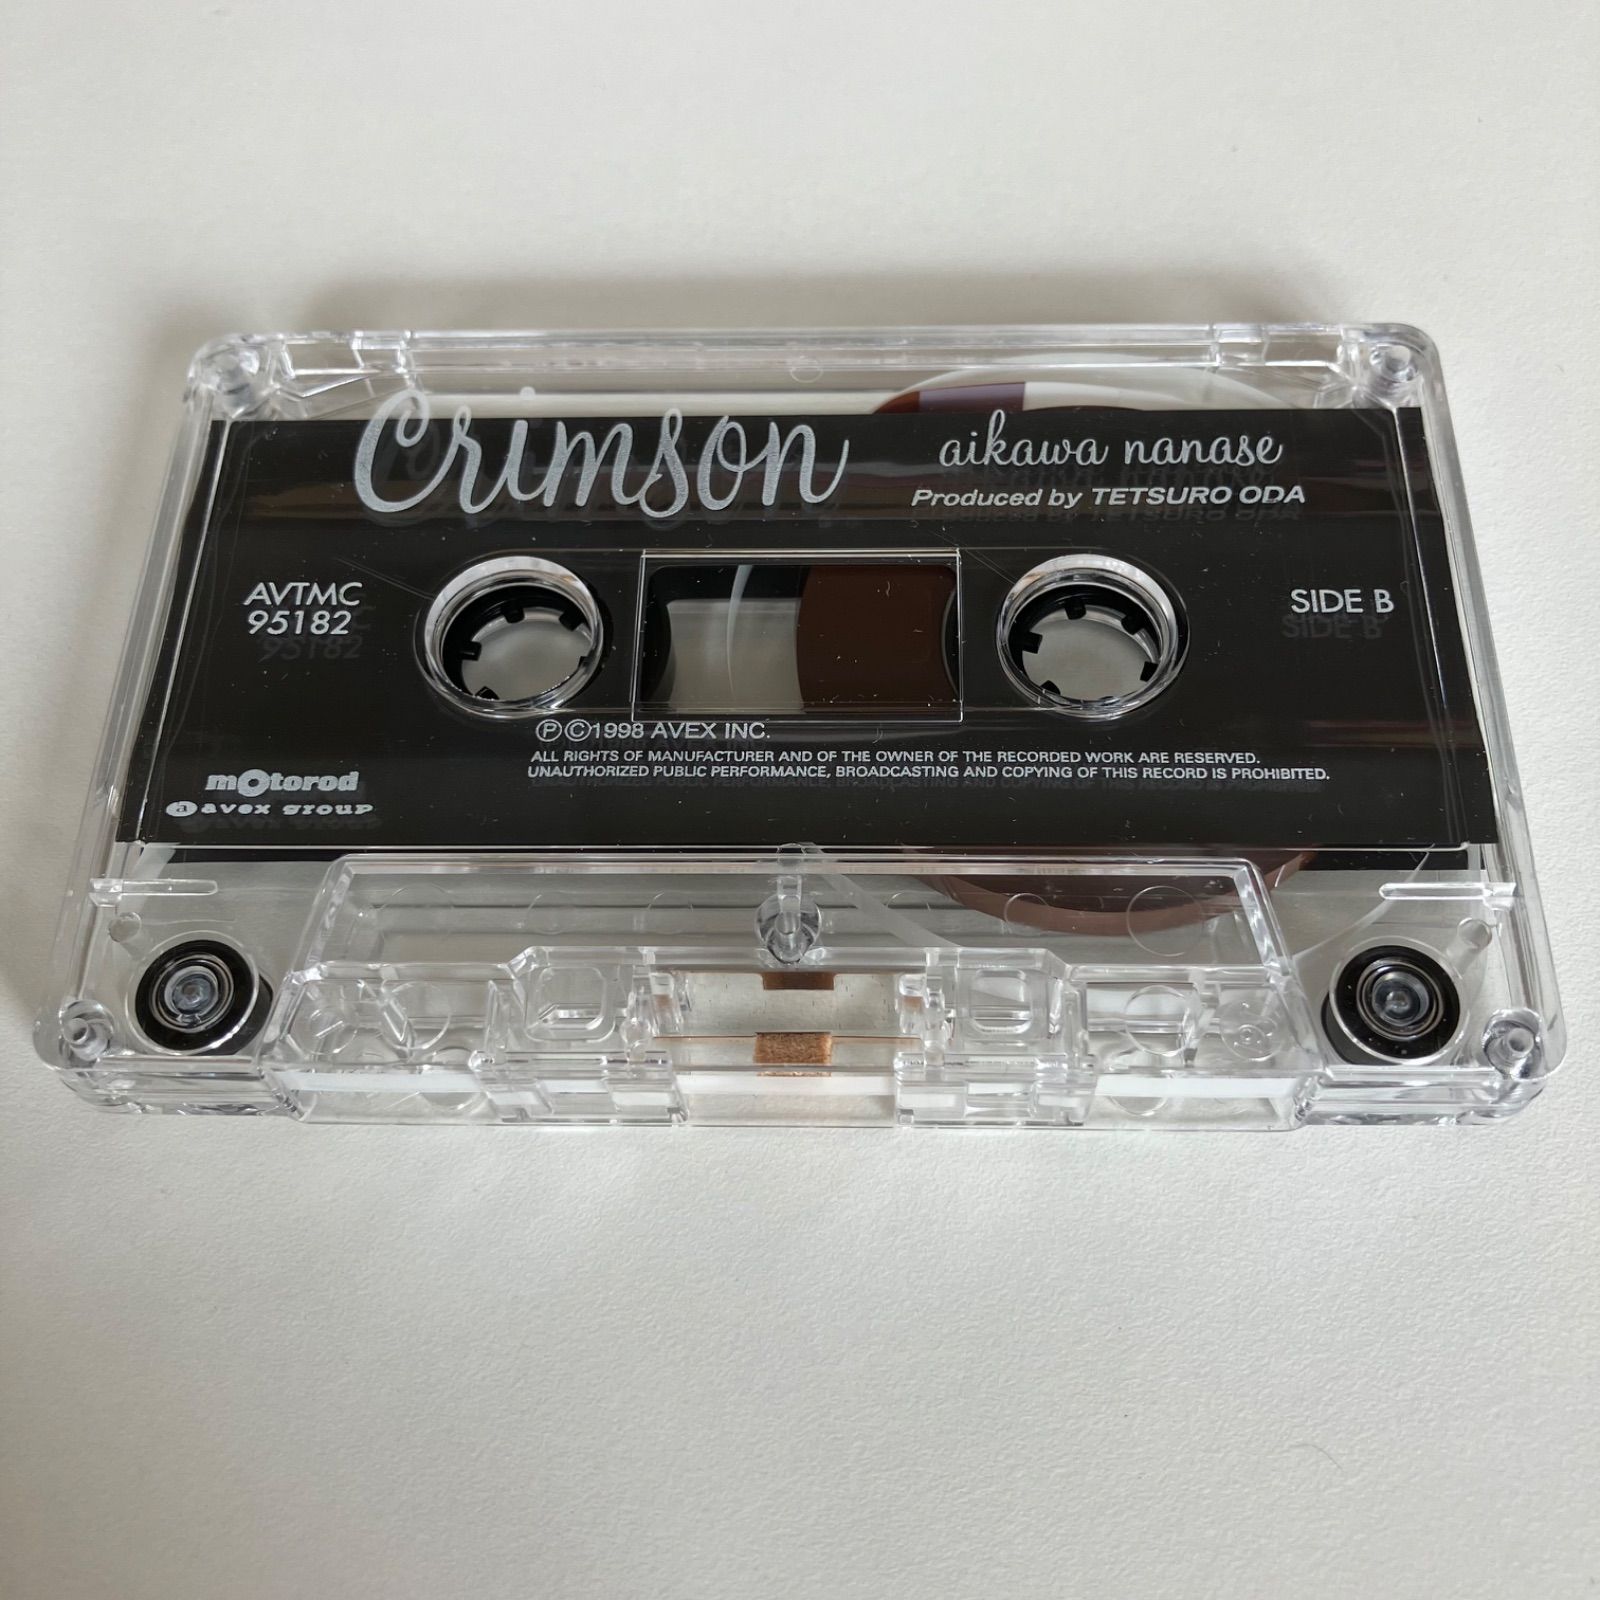 Crimson
aikawa nanase
Produced by TETSURO ODA
AVTMC
95182
SIDE B
ⓅⒸ1998 AVEX INC.
ALL RIGHTS OF MANUFACTURER AND OF THE OWNER OF THE RECORDED WORK ARE RESERVED.
UNAUTHORIZED PUBLIC PERFORMANCE, BROADCASTING AND COPYING OF THIS RECORD IS PROHIBITED.
motorod
a avex group